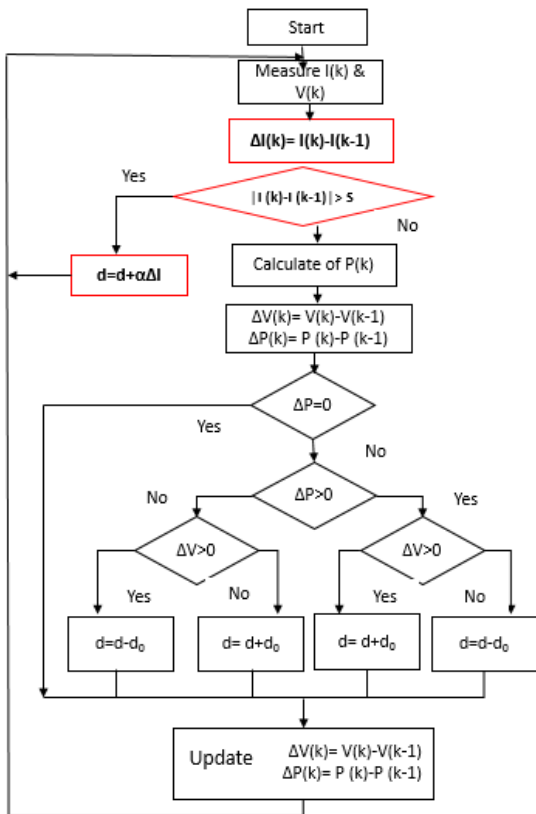 Start
Measure I(k) &
V(k)
ΔI(k)= I(k)-I(k-1)
Yes
| I (k)-I (k-1)| > S
No
d=d+αΔI
Calculate of P(k)
ΔV(k)= V(k)-V(k-1)
ΔP(k)= P (k)-P (k-1)
ΔP=0
Yes
No
ΔP>0
No
Yes
ΔV>0
ΔV>0
Yes
No
Yes
No
d=d-d₀
d= d+d₀
d= d+d₀
d=d-d₀
Update
ΔV(k)= V(k)-V(k-1)
ΔP(k)= P (k)-P (k-1)